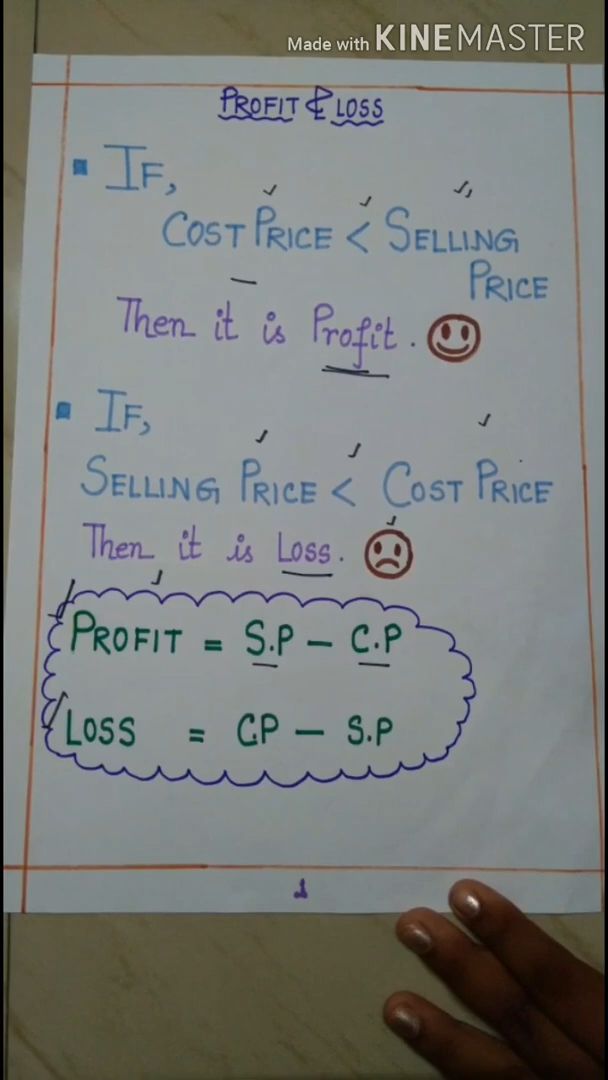 Made with KINEMASTER
PROFIT & LOSS
IF,
COST PRICE < SELLING
PRICE
Then it is Profit.
IF,
SELLING PRICE < COST PRICE
Then it is Loss.
PROFIT = S.P – C.P
LOSS = C.P – S.P
1